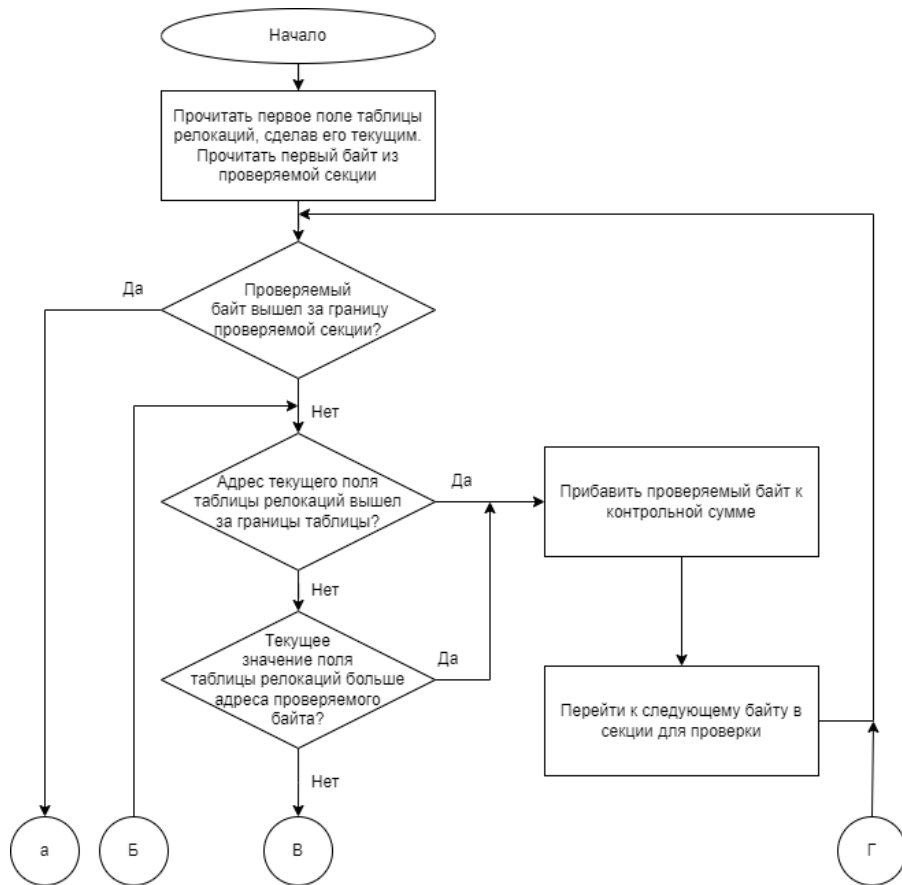 Начало
Прочитать первое поле таблицы
релокаций, сделав его текущим.
Прочитать первый байт из
проверяемой секции
Да
Проверяемый
байт вышел за границу
проверяемой секции?
Нет
Адрес текущего поля
таблицы релокаций вышел
за границы таблицы?
Да
Прибавить проверяемый байт к
контрольной сумме
Нет
Текущее
значение поля
таблицы релокаций больше
адреса проверяемого
байта?
Да
Перейти к следующему байту в
секции для проверки
Нет
а
Б
В
Г